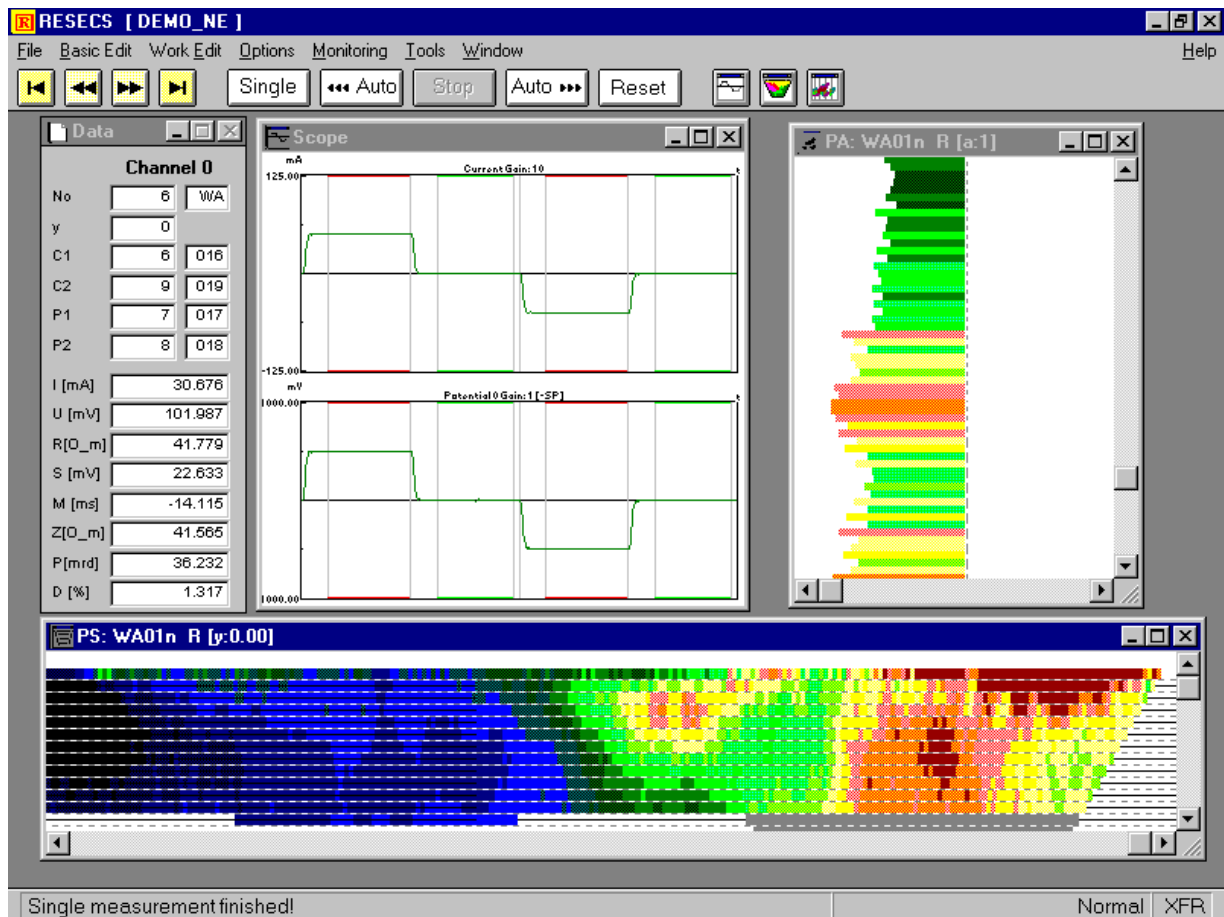 RESECS [ DEMO_NE ]
File Basic Edit Work Edit Options Monitoring Tools Window Help
Single Auto Stop Auto Reset
Data
Channel 0
No 6 WA
y 0
C1 6 016
C2 9 019
P1 7 017
P2 8 018
I [mA] 30.676
U [mV] 101.987
R[O_m] 41.779
S [mV] 22.633
M [ms] -14.115
Z[O_m] 41.565
P[mrd] 36.232
D [%] 1.317
Scope
mA
Current Gain: 10
125.00
t
-125.00
mV
Potential 0 Gain: 1 [-SP]
1000.00
t
1000.00
PA: WA01n R [a:1]
PS: WA01n R [y:0.00]
Single measurement finished! Normal XFR